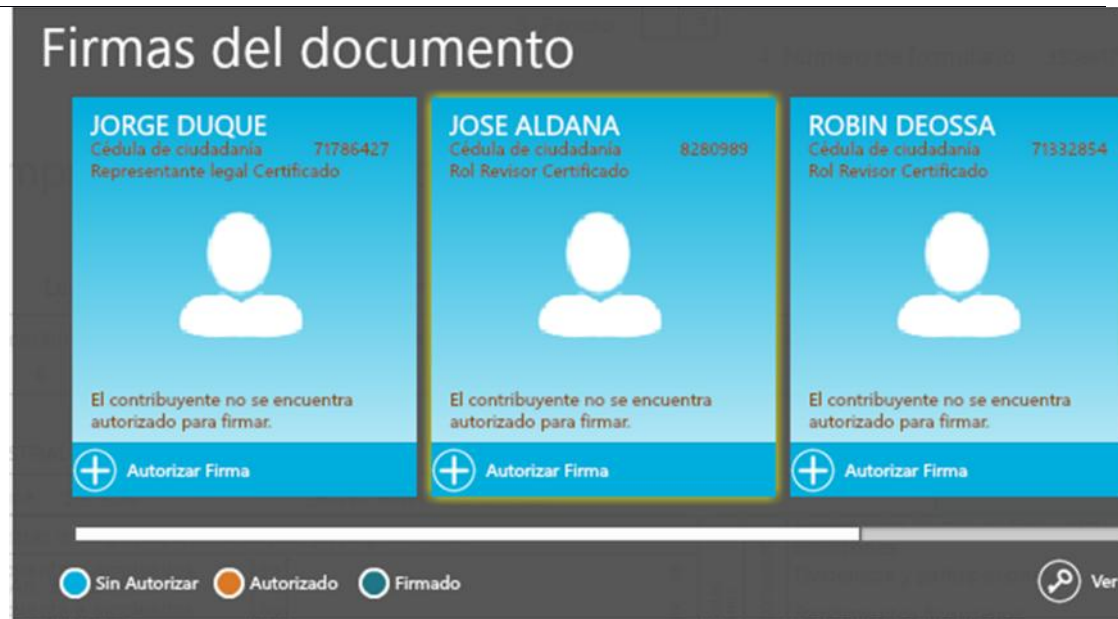 Firmas del documento
JORGE DUQUE
Cédula de ciudadanía 71786427
Representante legal Certificado
El contribuyente no se encuentra
autorizado para firmar.
Autorizar Firma
JOSE ALDANA
Cédula de ciudadanía 8280989
Rol Revisor Certificado
El contribuyente no se encuentra
autorizado para firmar.
Autorizar Firma
ROBIN DEOSSA
Cédula de ciudadanía 71332854
Rol Revisor Certificado
El contribuyente no se encuentra
autorizado para firmar.
Autorizar Firma
Sin Autorizar Autorizado Firmado
Ver